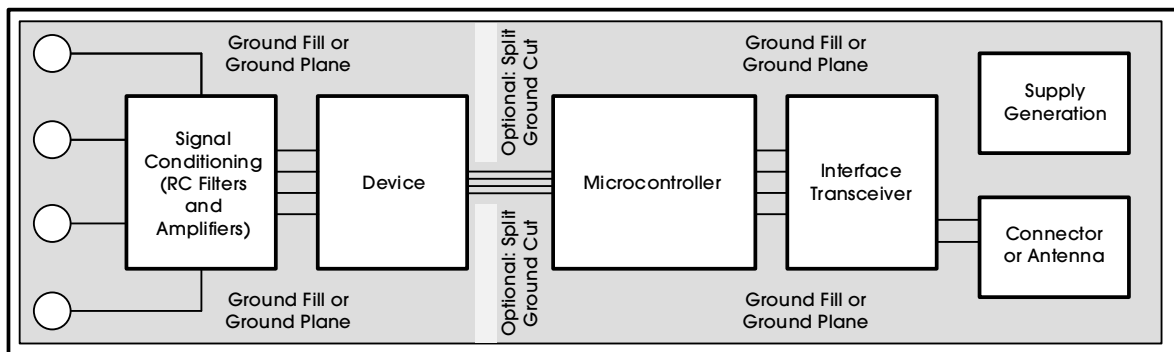 Ground Fill or
Ground Plane
Optional: Split
Ground Cut
Ground Fill or
Ground Plane
Supply
Generation
Signal
Conditioning
(RC Filters
and
Amplifiers)
Device
Microcontroller
Interface
Transceiver
Connector
or Antenna
Ground Fill or
Ground Plane
Optional: Split
Ground Cut
Ground Fill or
Ground Plane